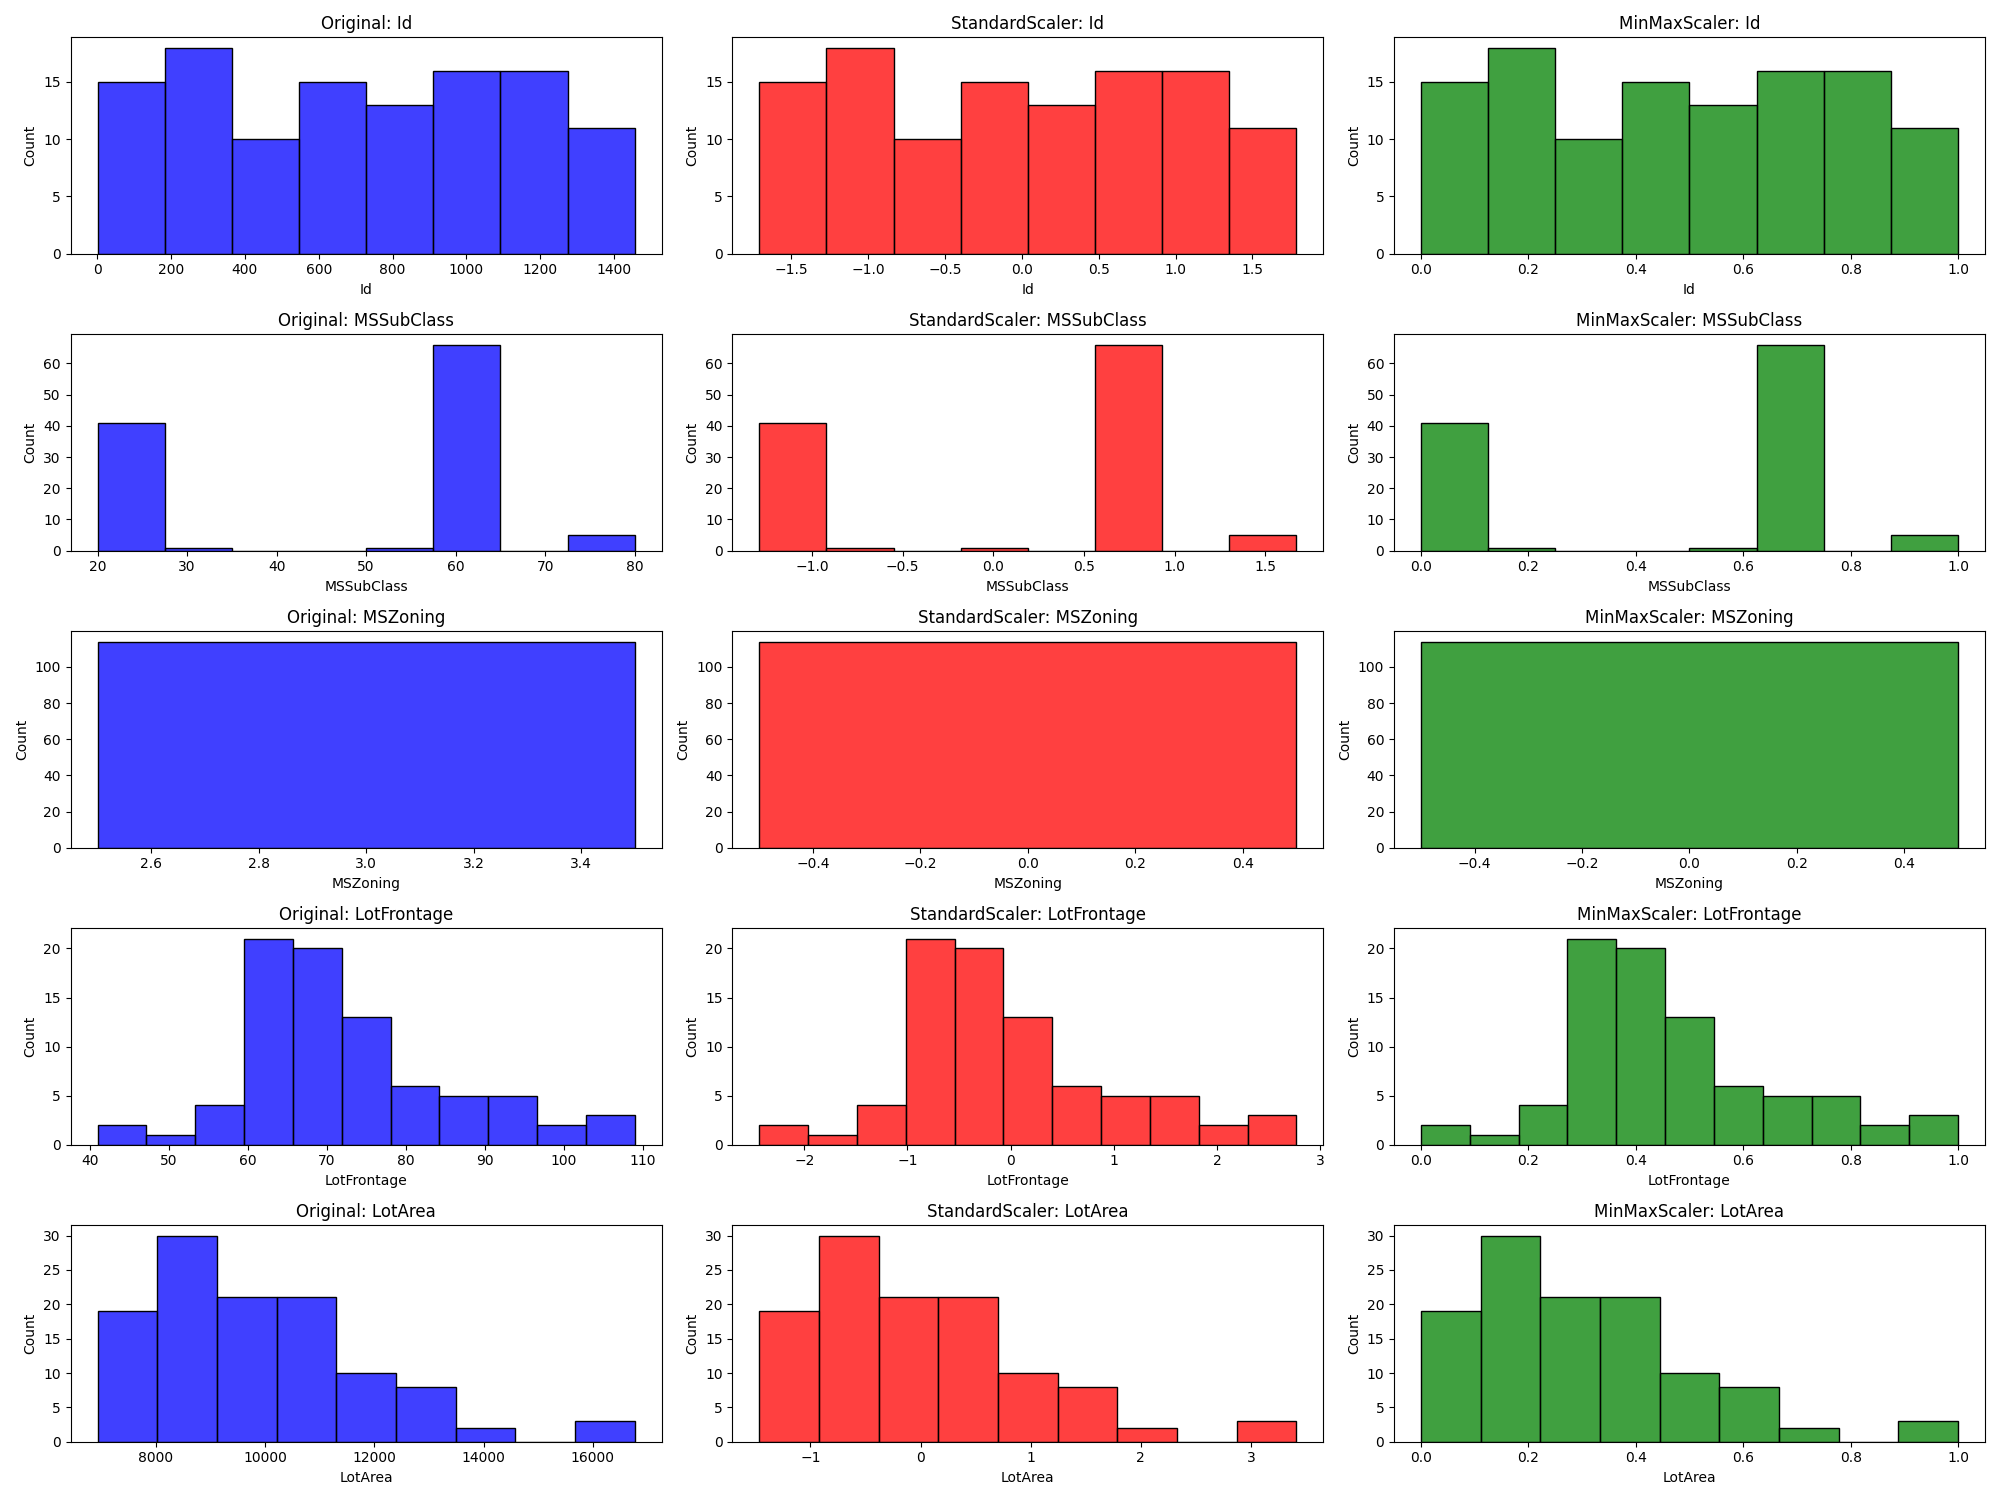 Original: Id
StandardScaler: Id
MinMaxScaler: Id
Count
15
10
5
0
0 200 400 600 800 1000 1200 1400
Id
Count
15
10
5
0
−1.5 −1.0 −0.5 0.0 0.5 1.0 1.5
Id
Count
15
10
5
0
0.0 0.2 0.4 0.6 0.8 1.0
Id
Original: MSSubClass
StandardScaler: MSSubClass
MinMaxScaler: MSSubClass
Count
60
50
40
30
20
10
0
20 30 40 50 60 70 80
MSSubClass
Count
60
50
40
30
20
10
0
−1.0 −0.5 0.0 0.5 1.0 1.5
MSSubClass
Count
60
50
40
30
20
10
0
0.0 0.2 0.4 0.6 0.8 1.0
MSSubClass
Original: MSZoning
StandardScaler: MSZoning
MinMaxScaler: MSZoning
Count
100
80
60
40
20
0
2.6 2.8 3.0 3.2 3.4
MSZoning
Count
100
80
60
40
20
0
−0.4 −0.2 0.0 0.2 0.4
MSZoning
Count
100
80
60
40
20
0
−0.4 −0.2 0.0 0.2 0.4
MSZoning
Original: LotFrontage
StandardScaler: LotFrontage
MinMaxScaler: LotFrontage
Count
20
15
10
5
0
40 50 60 70 80 90 100 110
LotFrontage
Count
20
15
10
5
0
−2 −1 0 1 2 3
LotFrontage
Count
20
15
10
5
0
0.0 0.2 0.4 0.6 0.8 1.0
LotFrontage
Original: LotArea
StandardScaler: LotArea
MinMaxScaler: LotArea
Count
30
25
20
15
10
5
0
8000 10000 12000 14000 16000
LotArea
Count
30
25
20
15
10
5
0
−1 0 1 2 3
LotArea
Count
30
25
20
15
10
5
0
0.0 0.2 0.4 0.6 0.8 1.0
LotArea